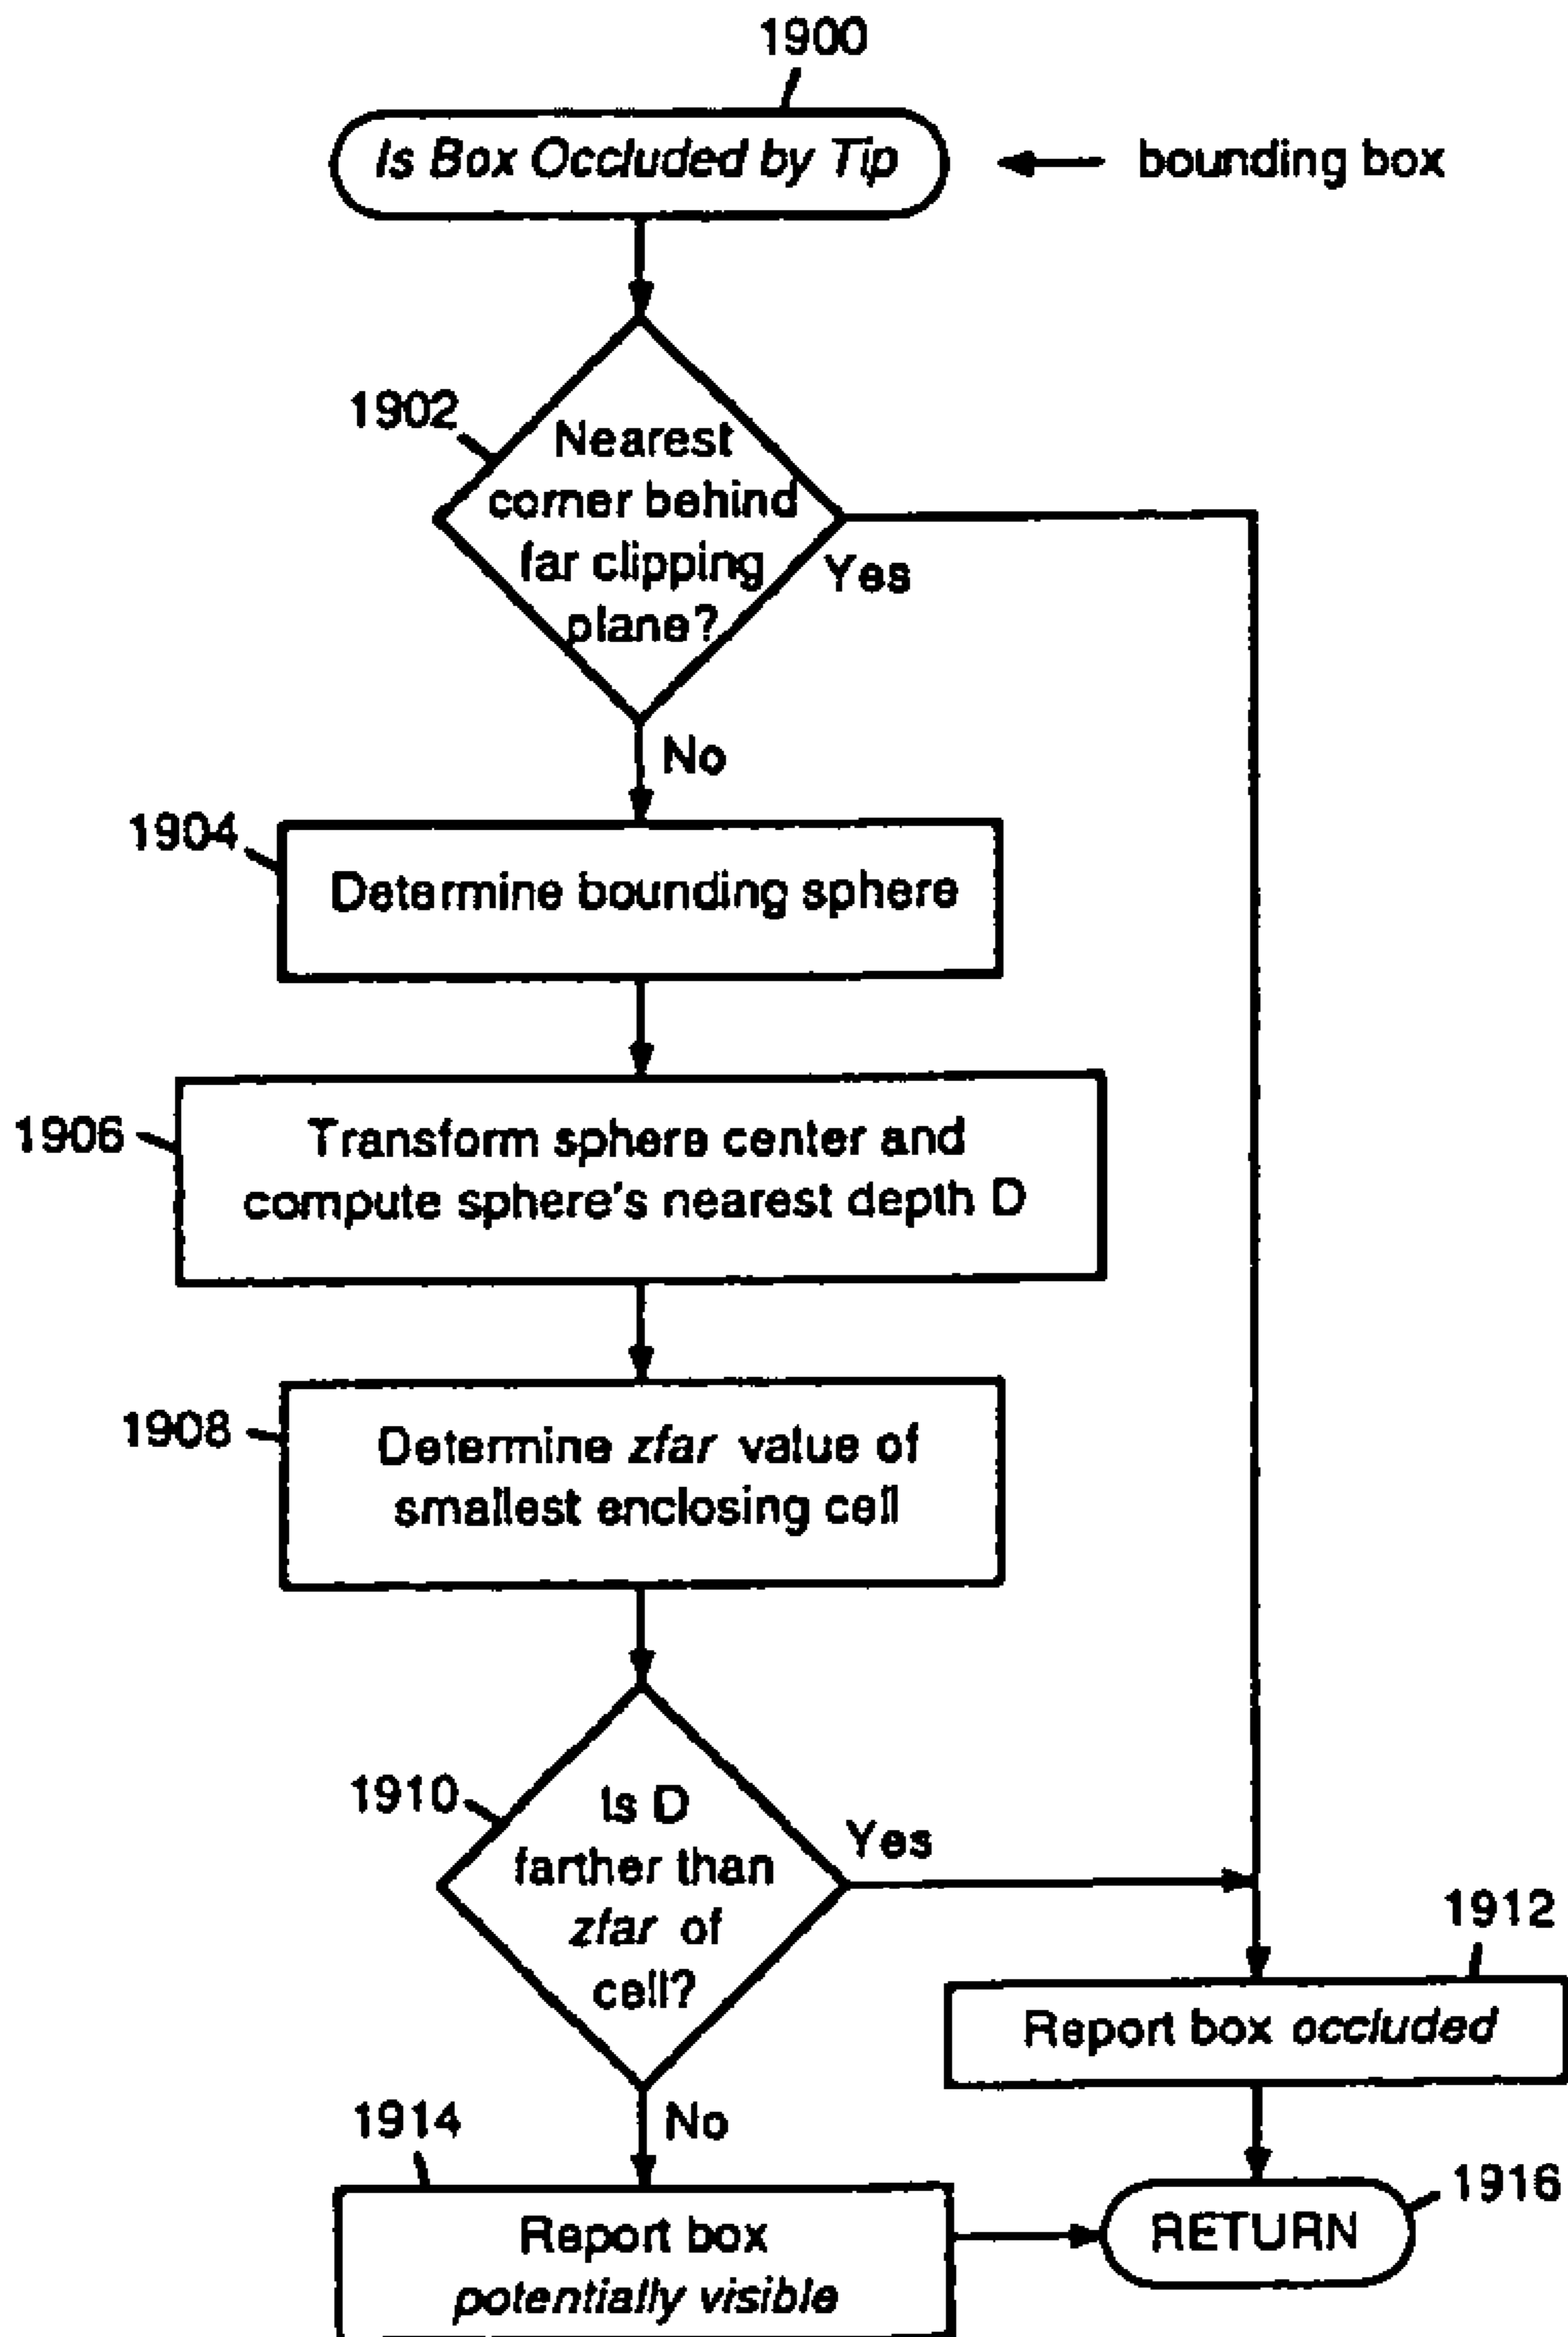 1900
Is Box Occluded by Tip
bounding box
1902
Nearest
corner behind
far clipping
plane?
Yes
No
1904
Determine bounding sphere
1906
Transform sphere center and
compute sphere's nearest depth D
1908
Determine zfar value of
smallest enclosing cell
1910
Is D
farther than
zfar of
cell?
Yes
1912
Report box occluded
No
1914
Report box
potentially visible
1916
RETURN